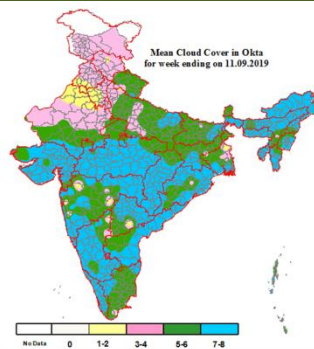 Mean Cloud Cover in Okta
for week ending on 11.09.2019
No Data 0 1-2 3-4 5-6 7-8